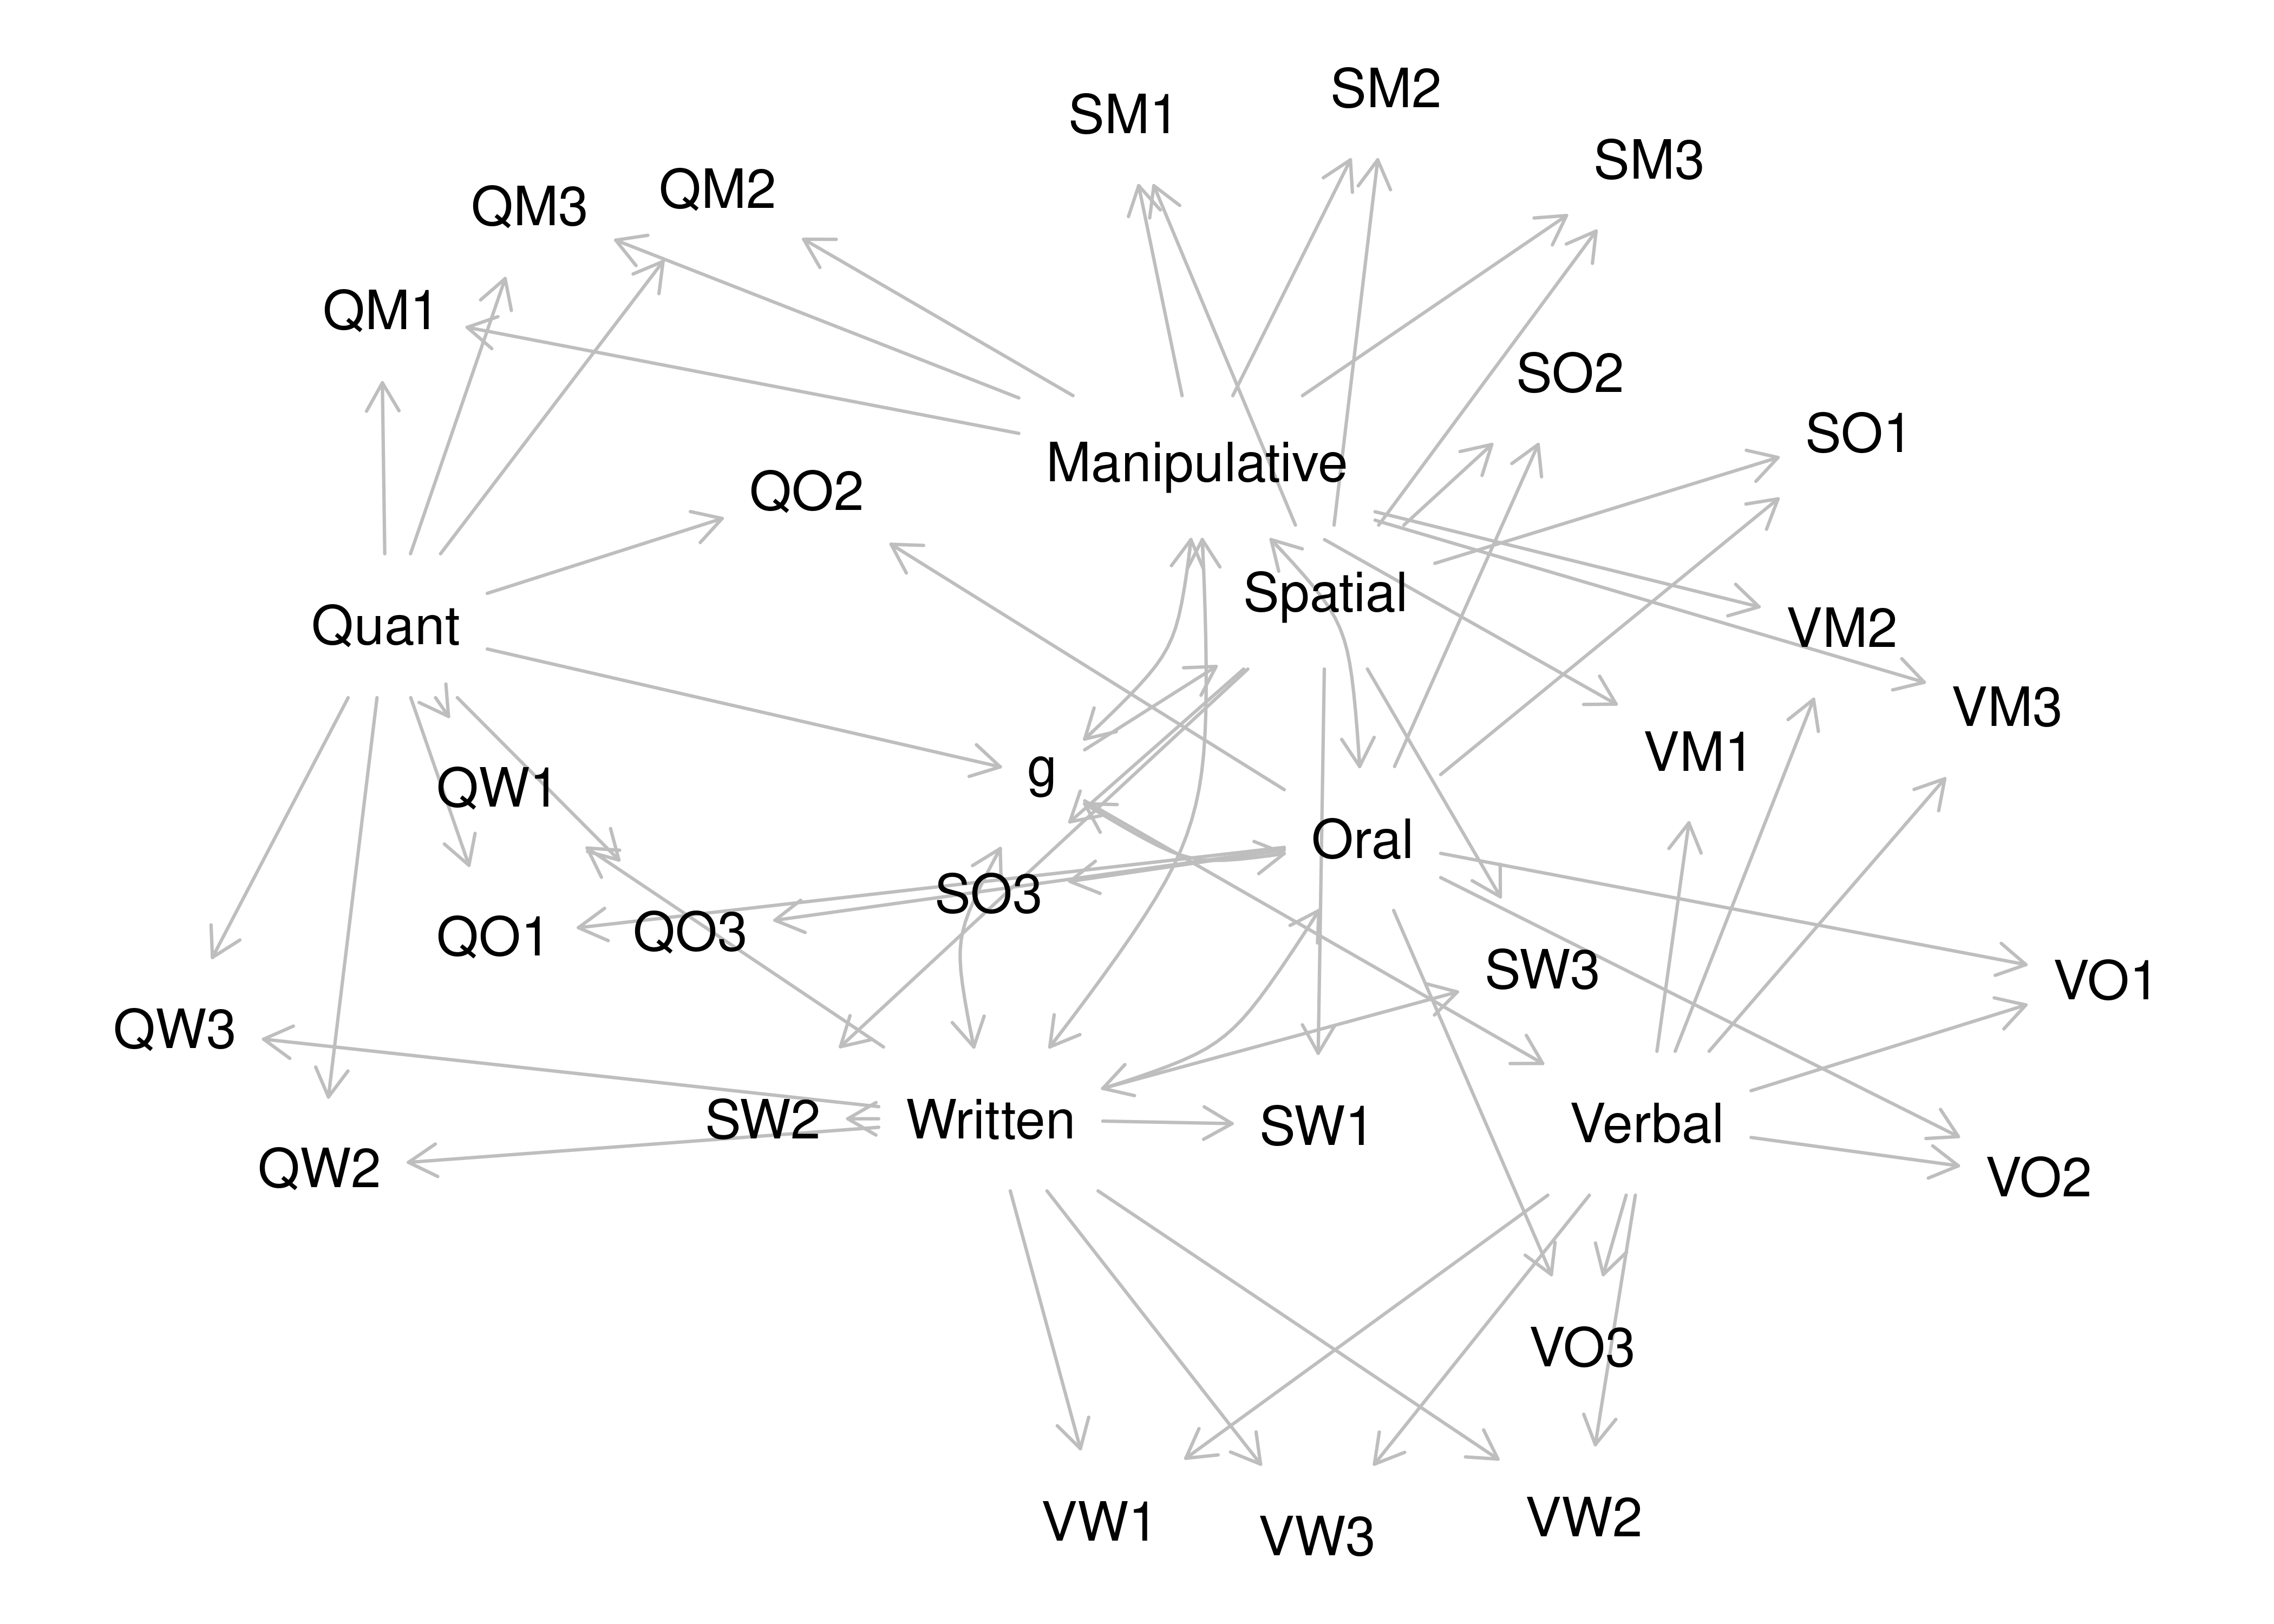 SM2
SM1
SM3
QM2
QM3
QM1
SO2
SO1
Manipulative
QO2
Spatial
Quant
VM2
VM3
VM1
g
QW1
Oral
SO3
QO3
QO1
SW3
VO1
QW3
SW2
Written
SW1
Verbal
QW2
VO2
VO3
VW1
VW3
VW2